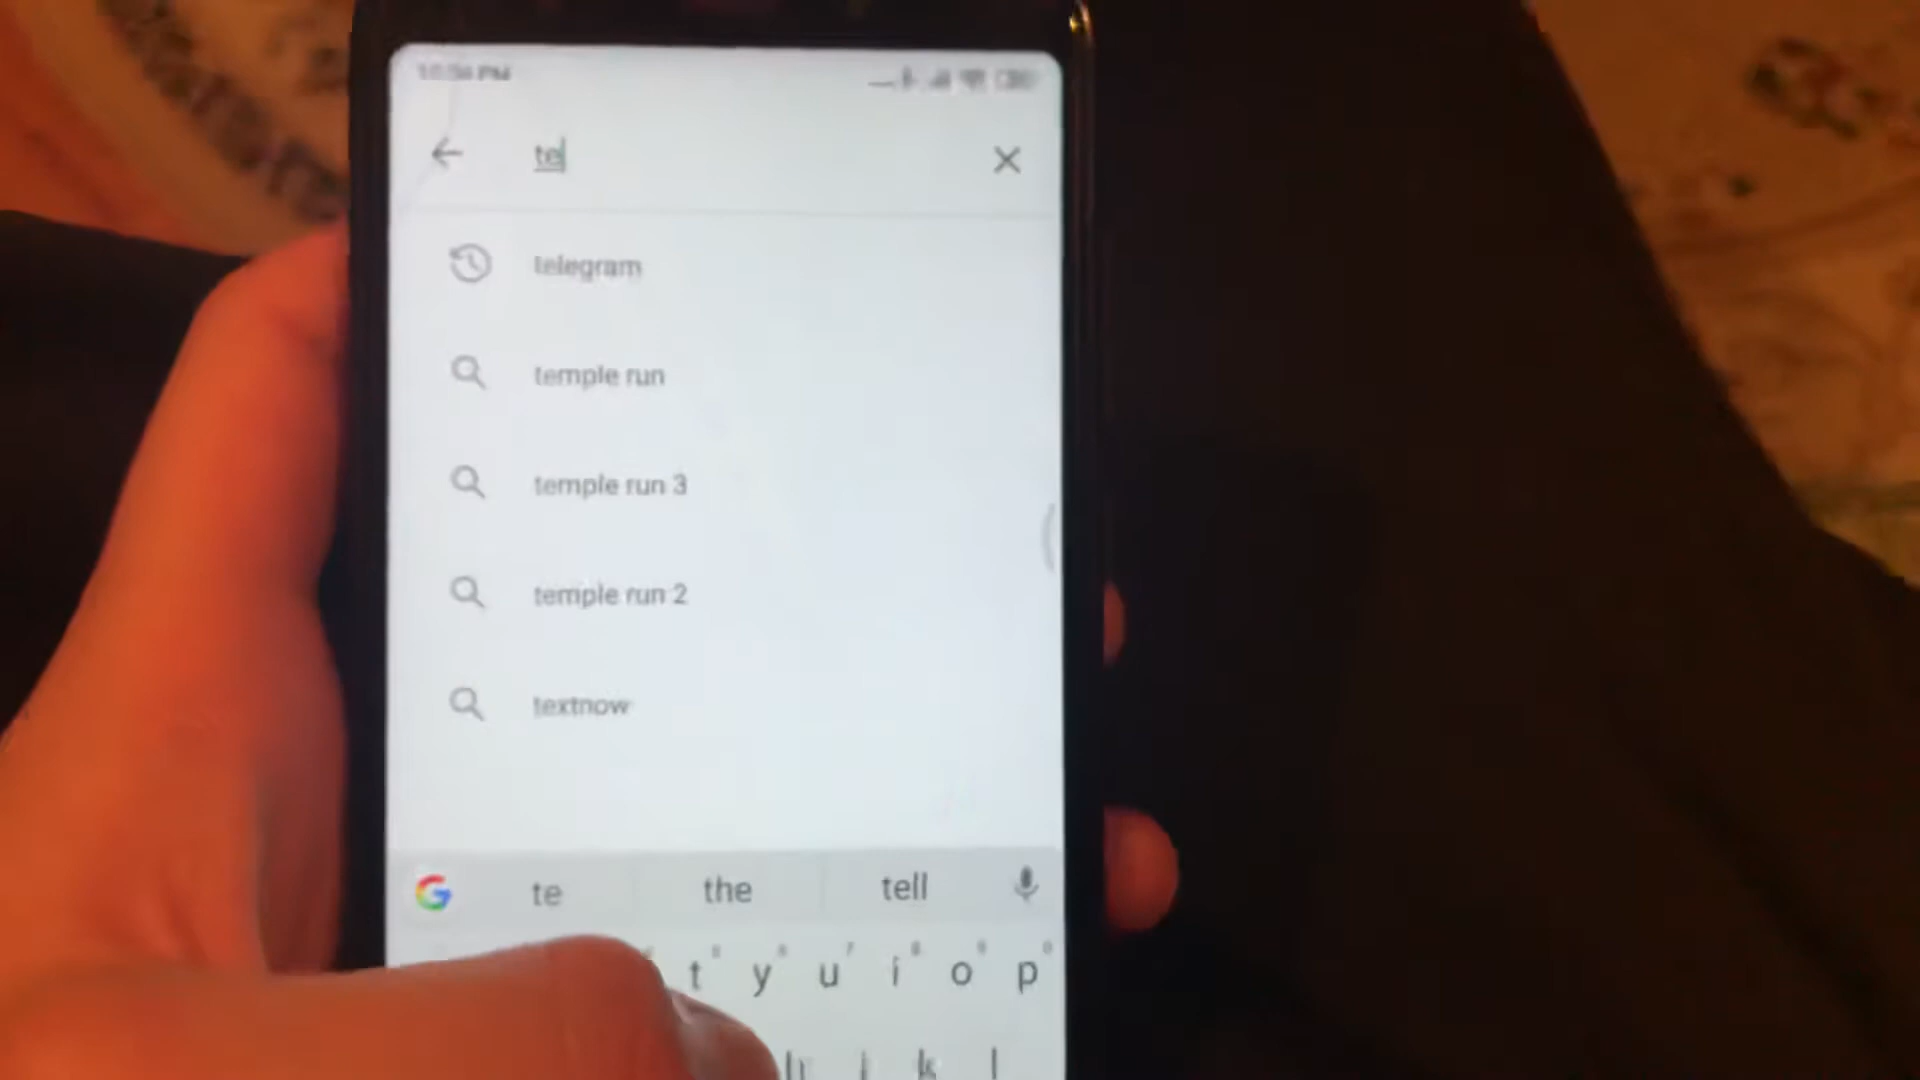 te
telegram
temple run
temple run 3
temple run 2
textnow
te the tell
t y u i o p
j k l